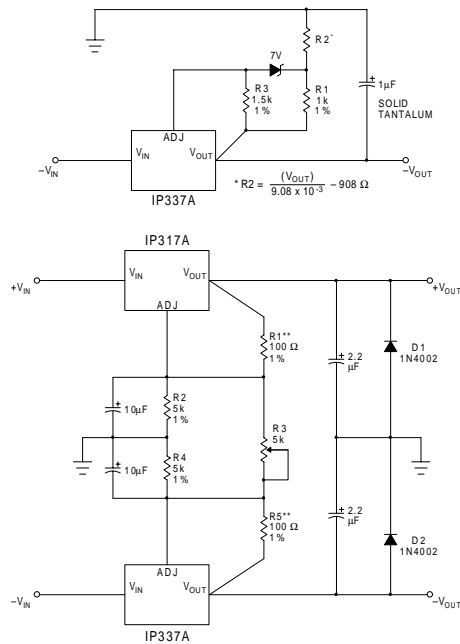 R2*
7V
R3
1.5k
1%
R1
1k
1%
+
1µF
SOLID
TANTALUM
ADJ
−VIN
VIN
VOUT
−VOUT
IP337A
* R2 = (VOUT) / 9.08 x 10-3 − 908 Ω
IP317A
+VIN
VIN
VOUT
+VOUT
ADJ
R1**
100 Ω
1%
D1
1N4002
+
2.2
µF
R2
5k
1%
+
10µF
R3
5k
+
10µF
R4
5k
1%
R5**
100 Ω
1%
+
2.2
µF
D2
1N4002
ADJ
−VIN
VIN
VOUT
−VOUT
IP337A